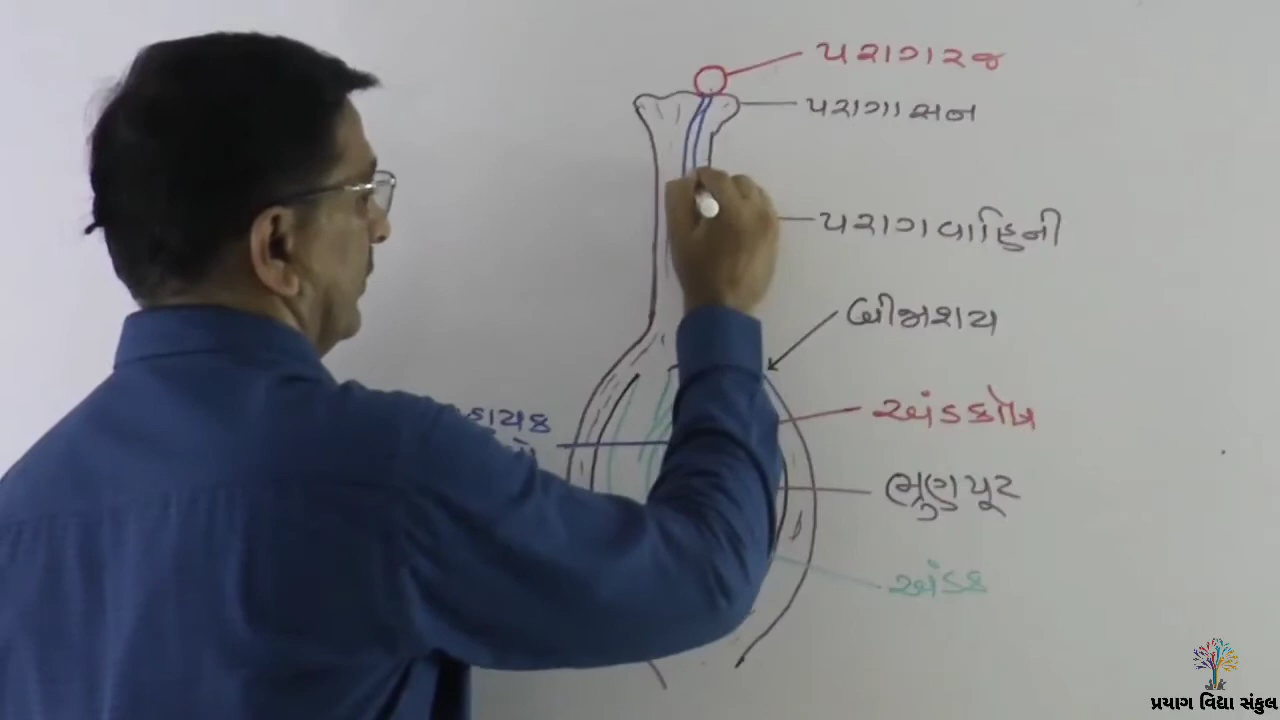 પરાગરજ
પરાગાસન
પરાગવાહિની
બીજાશય
અંડકોષ
ભ્રુણપૂટ
અંડક
પ્રયાગ વિદ્યા સંકુલ